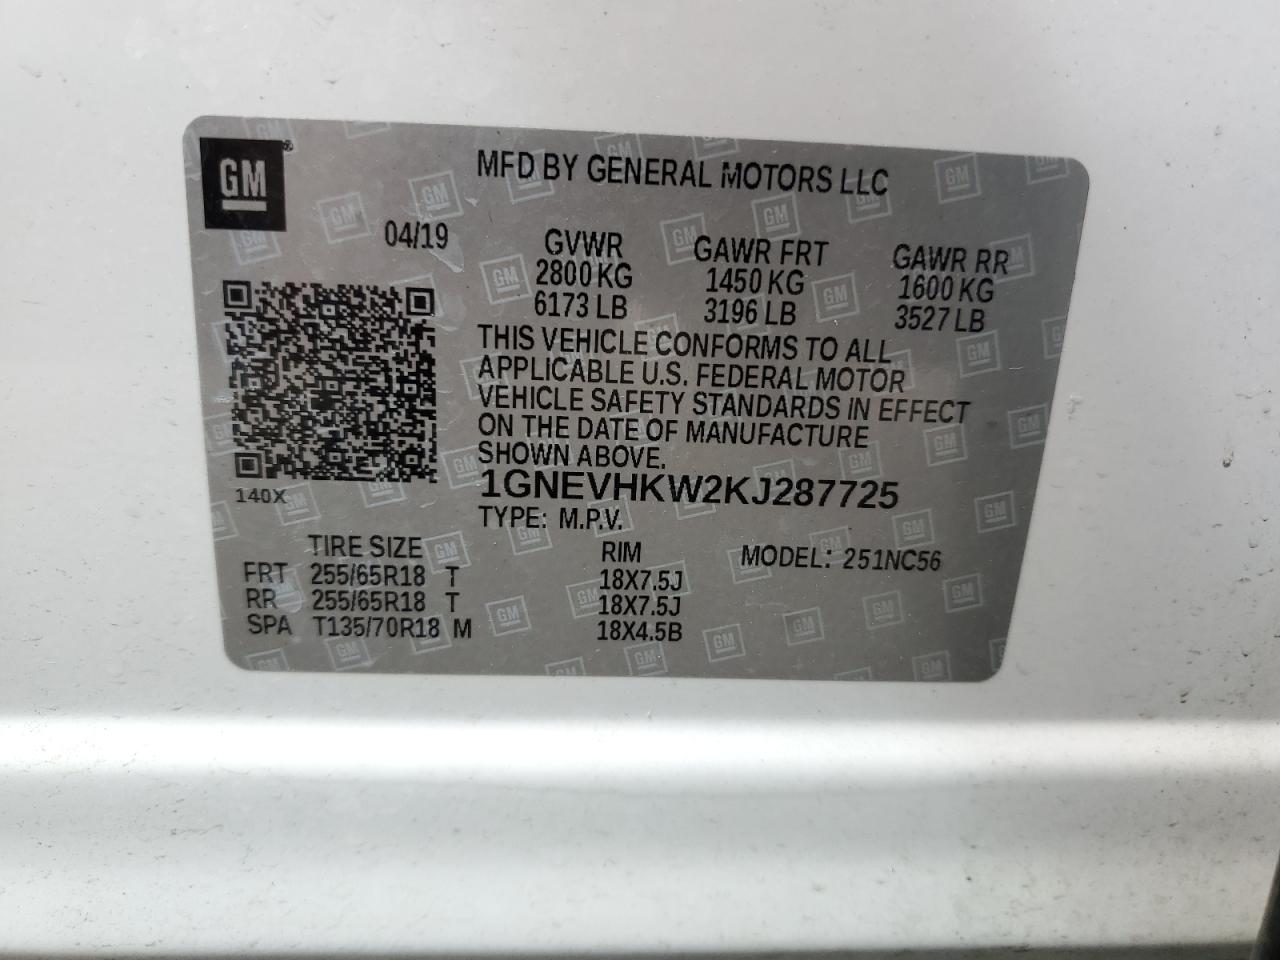 GM®
MFD BY GENERAL MOTORS LLC
04/19
GVWR GAWR FRT GAWR RR
2800 KG 1450 KG 1600 KG
6173 LB 3196 LB 3527 LB
THIS VEHICLE CONFORMS TO ALL
APPLICABLE U.S. FEDERAL MOTOR
VEHICLE SAFETY STANDARDS IN EFFECT
ON THE DATE OF MANUFACTURE
SHOWN ABOVE.
140X
1GNEVHKW2KJ287725
TYPE: M.P.V.
TIRE SIZE RIM MODEL: 251NC56
FRT 255/65R18 T 18X7.5J
RR 255/65R18 T 18X7.5J
SPA T135/70R18 M 18X4.5B